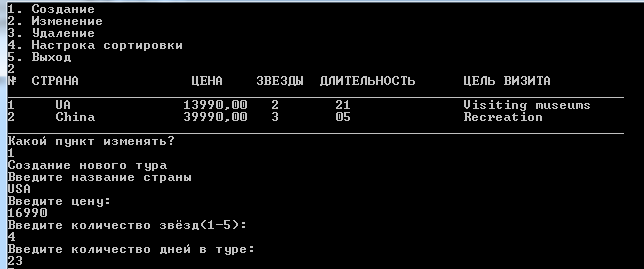 1. Создание
2. Изменение
3. Удаление
4. Настрока сортировки
5. Выход
2
№ СТРАНА ЦЕНА ЗВЕЗДЫ ДЛИТЕЛЬНОСТЬ ЦЕЛЬ ВИЗИТА
1 UA 13990,00 2 21 Visiting museums
2 China 39990,00 3 05 Recreation
Какой пункт изменять?
1
Создание нового тура
Введите название страны
USA
Введите цену:
16990
Введите количество звёзд(1-5):
4
Введите количество дней в туре:
23